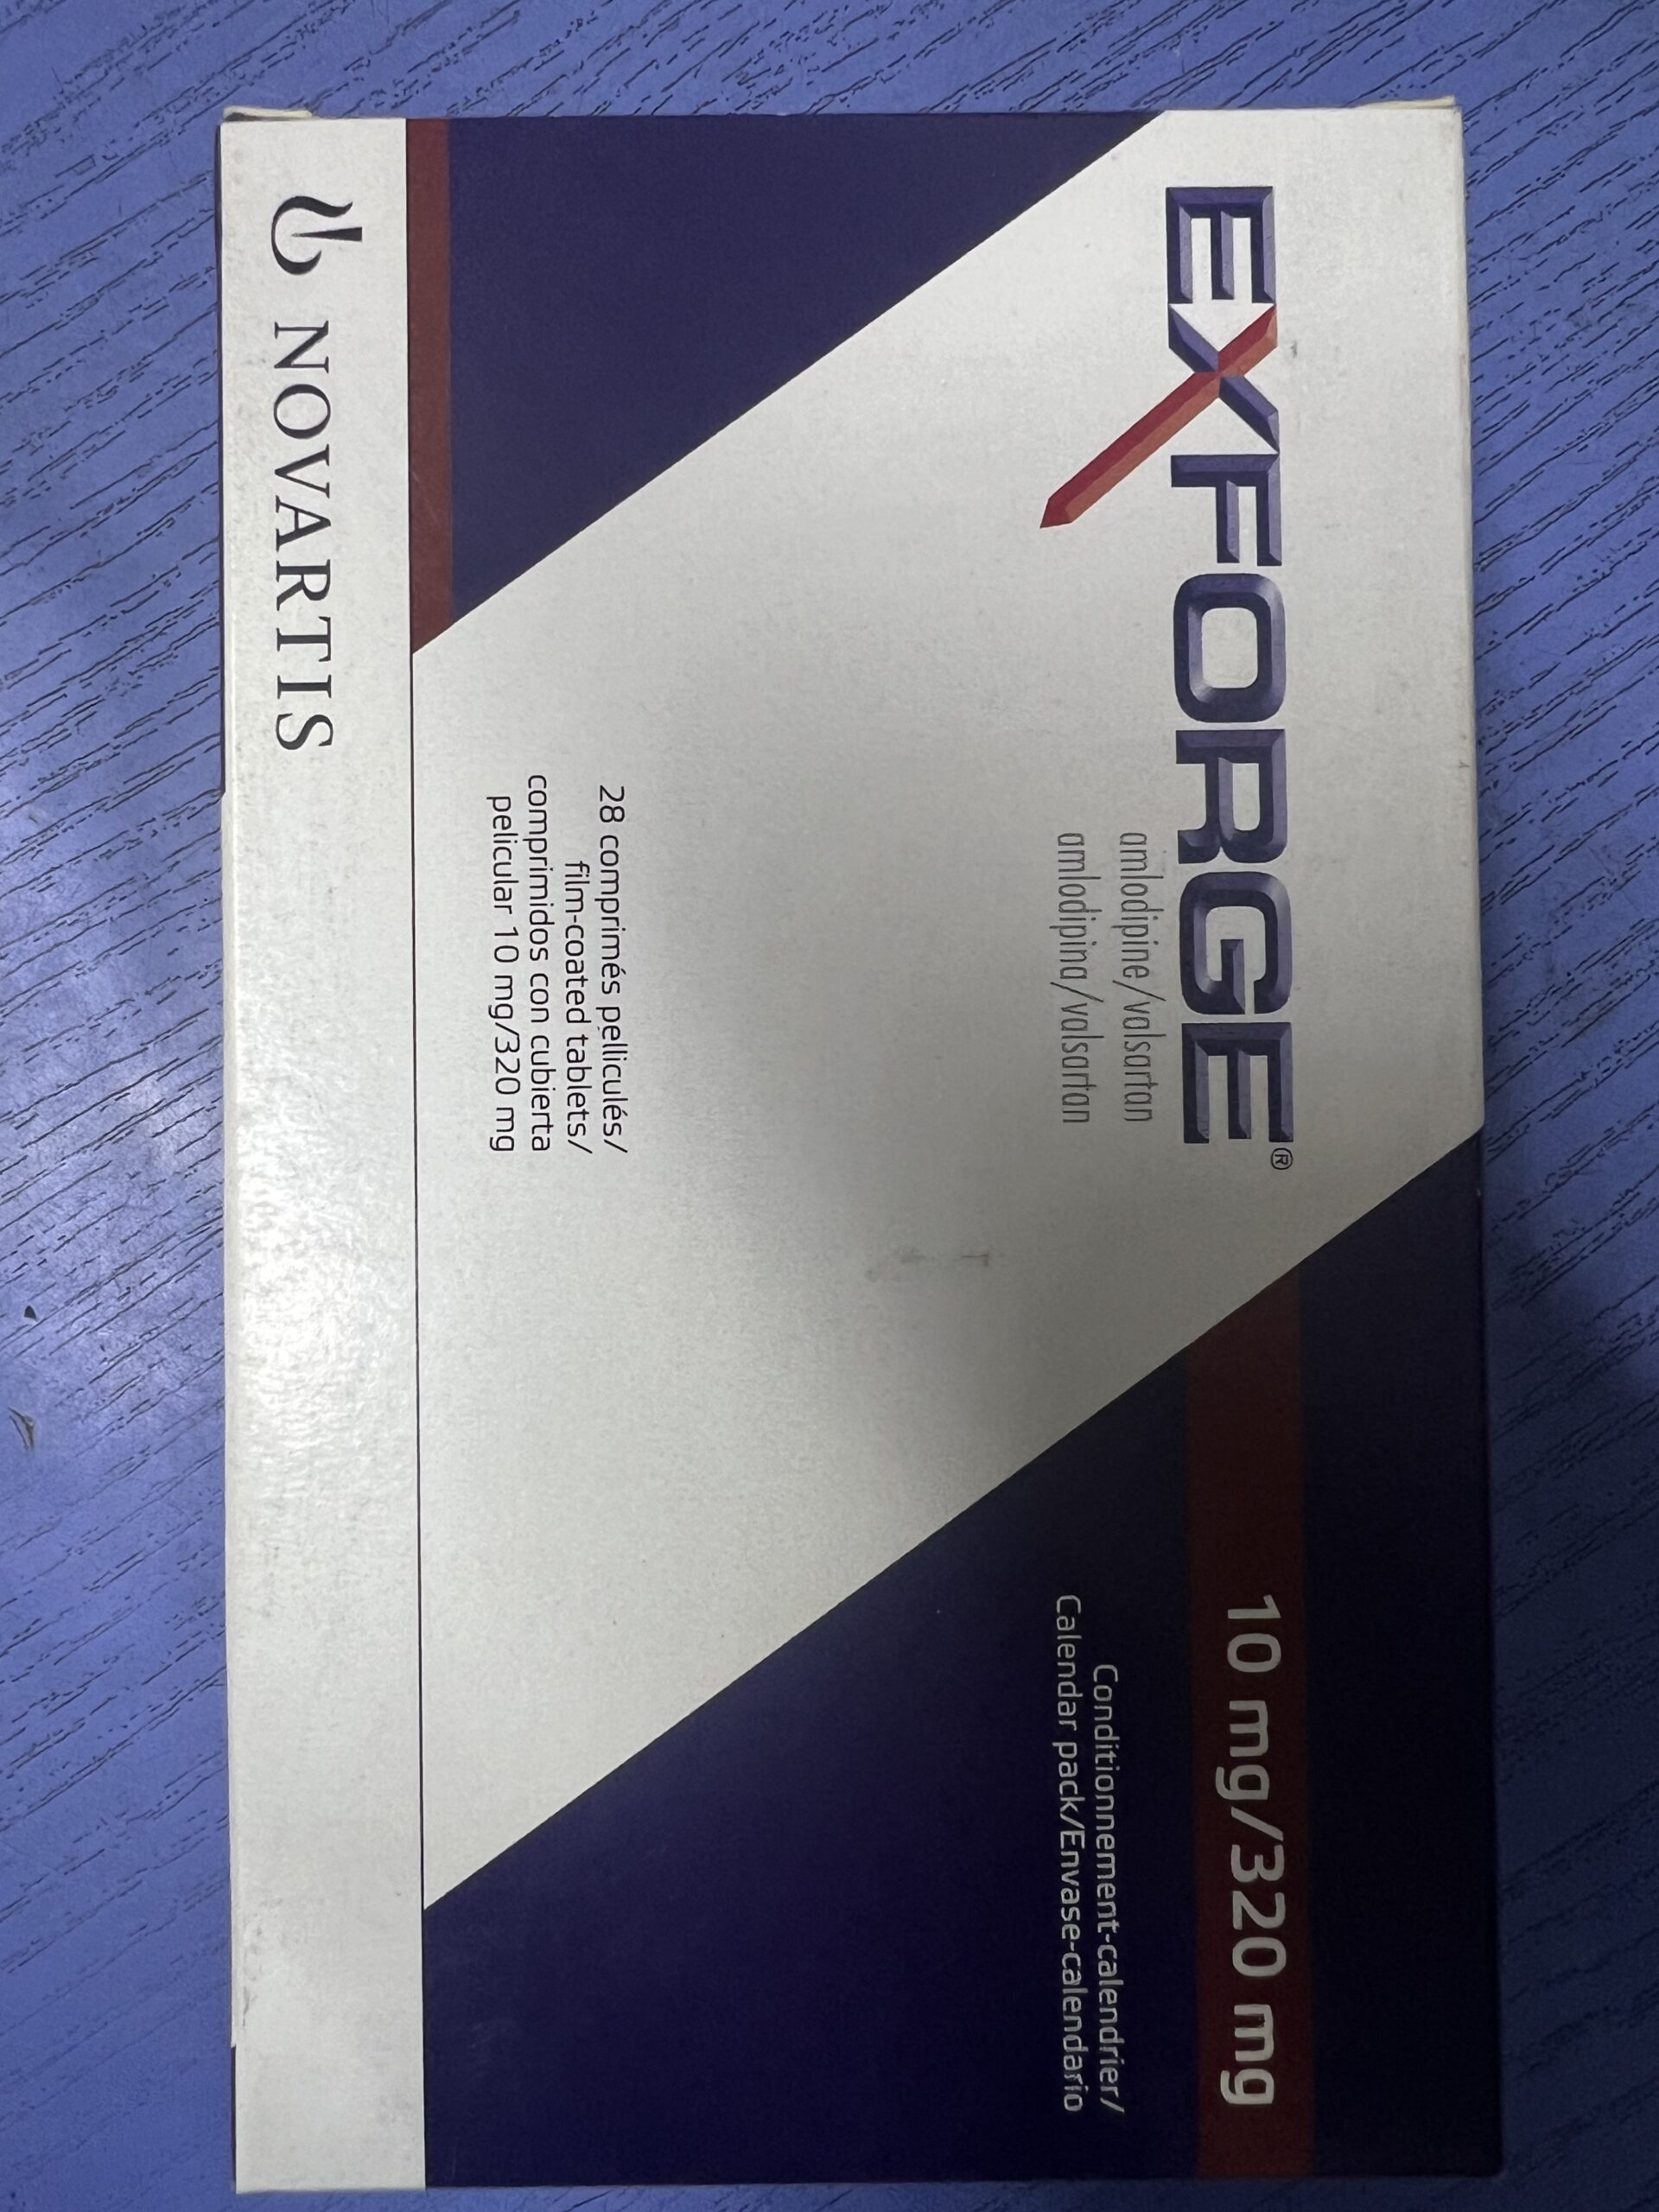 EXFORGE®
amlodipine/valsartan
amlodipina/valsartan
10 mg/320 mg
Conditionnement-calendrier/
Calendar pack/Envase-calendario
28 comprimés pelliculés/
film-coated tablets/
comprimidos con cubierta
pelicular 10 mg/320 mg
NOVARTIS